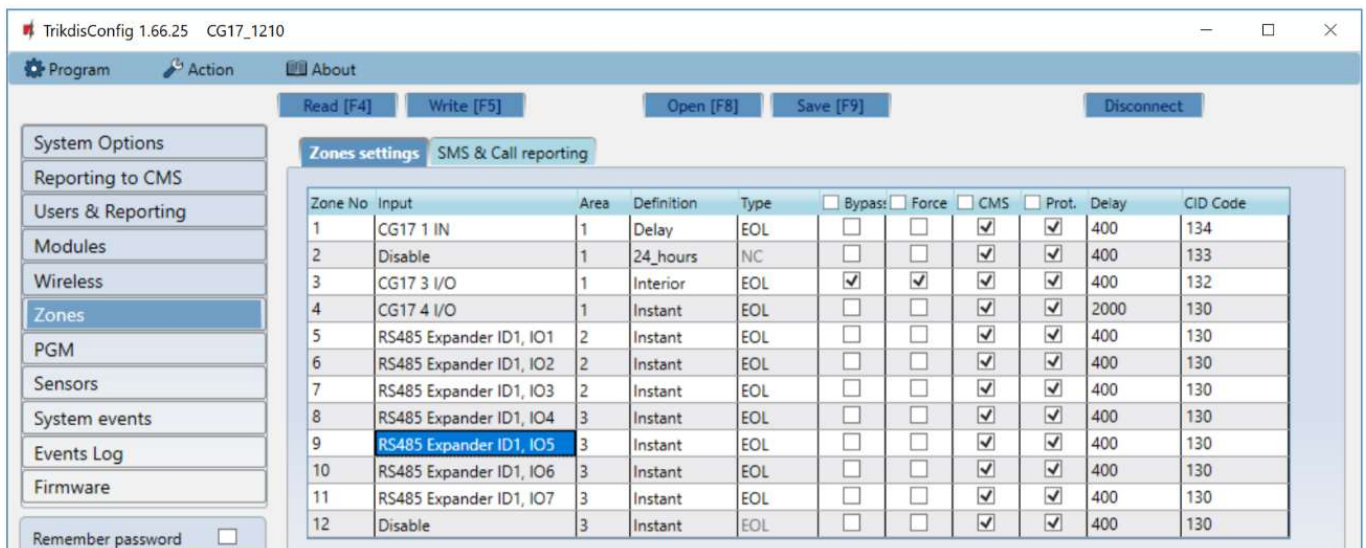 TrikdisConfig 1.66.25 CG17_1210
Program Action About
Read [F4] Write [F5] Open [F8] Save [F9] Disconnect
System Options
Reporting to CMS
Users & Reporting
Modules
Wireless
Zones
PGM
Sensors
System events
Events Log
Firmware
Remember password
Zones settings SMS & Call reporting
Zone No Input Area Definition Type Bypas: Force CMS Prot. Delay CID Code
1 CG17 1 IN 1 Delay EOL 400 134
2 Disable 1 24_hours NC 400 133
3 CG17 3 I/O 1 Interior EOL 400 132
4 CG17 4 I/O 1 Instant EOL 2000 130
5 RS485 Expander ID1, IO1 2 Instant EOL 400 130
6 RS485 Expander ID1, IO2 2 Instant EOL 400 130
7 RS485 Expander ID1, IO3 2 Instant EOL 400 130
8 RS485 Expander ID1, IO4 3 Instant EOL 400 130
9 RS485 Expander ID1, IO5 3 Instant EOL 400 130
10 RS485 Expander ID1, IO6 3 Instant EOL 400 130
11 RS485 Expander ID1, IO7 3 Instant EOL 400 130
12 Disable 3 Instant EOL 400 130